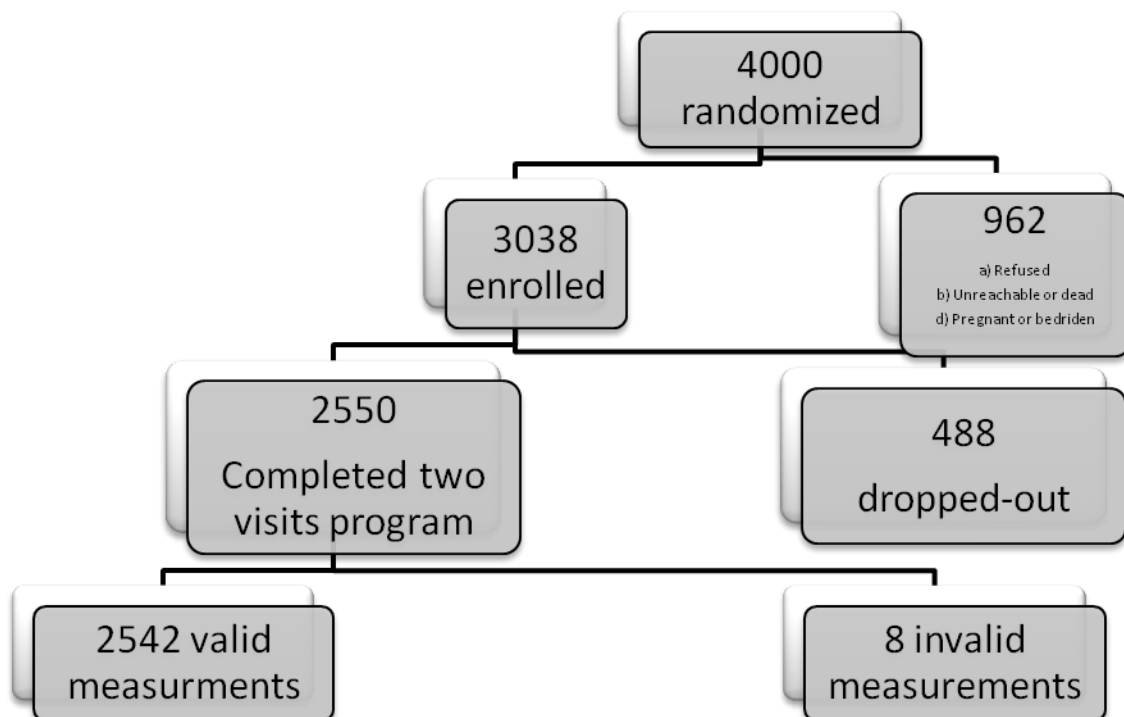 4000
randomized
3038
enrolled
962
a) Refused
b) Unreachable or dead
d) Pregnant or bedriden
2550
Completed two
visits program
488
dropped-out
2542 valid
measurments
8 invalid
measurements